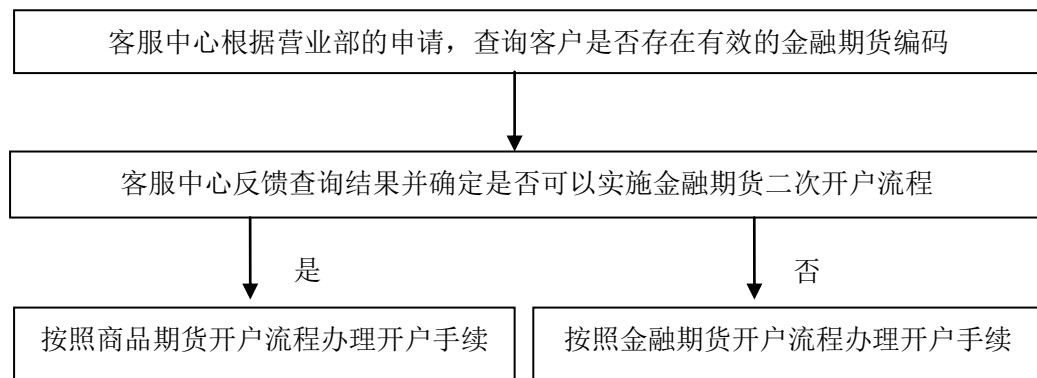 客服中心根据营业部的申请，查询客户是否存在有效的金融期货编码
客服中心反馈查询结果并确定是否可以实施金融期货二次开户流程
是
否
按照商品期货开户流程办理开户手续
按照金融期货开户流程办理开户手续